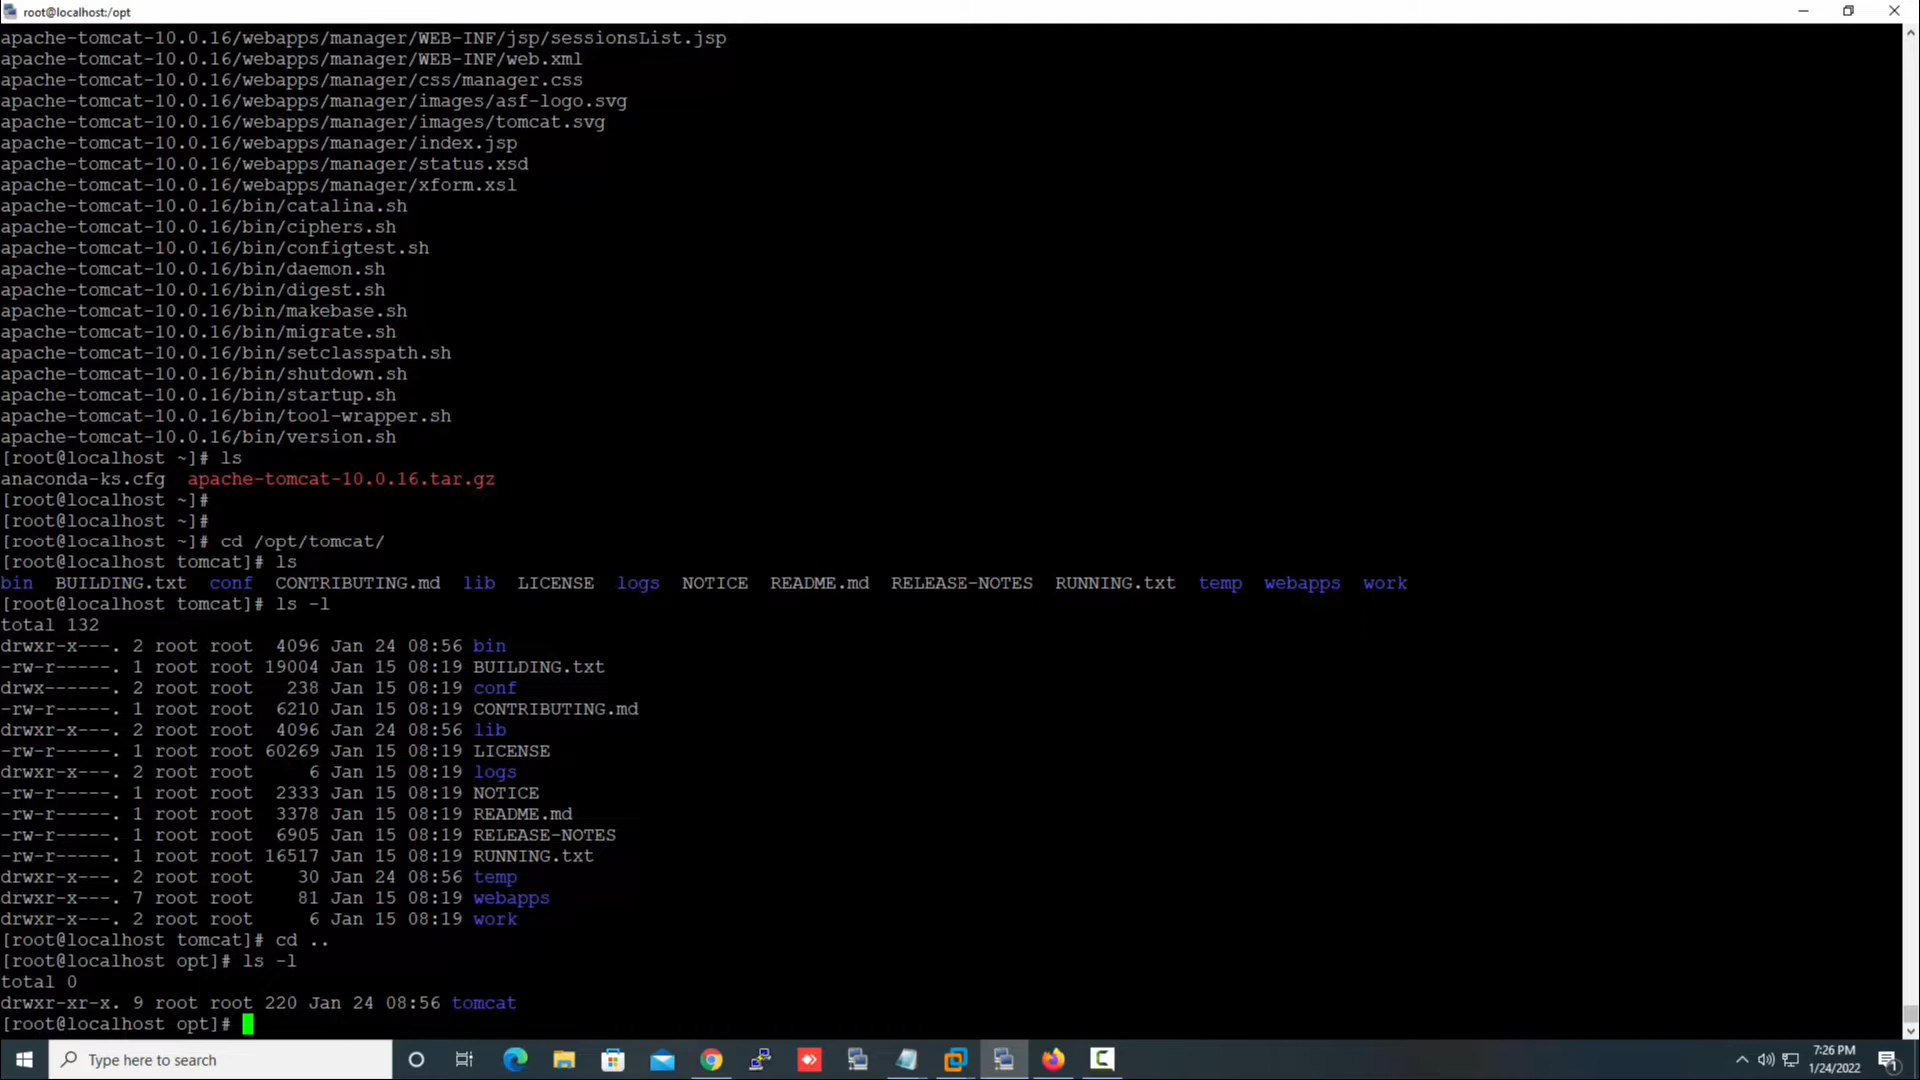 root@localhost:/opt
apache-tomcat-10.0.16/webapps/manager/WEB-INF/jsp/sessionsList.jsp
apache-tomcat-10.0.16/webapps/manager/WEB-INF/web.xml
apache-tomcat-10.0.16/webapps/manager/css/manager.css
apache-tomcat-10.0.16/webapps/manager/images/asf-logo.svg
apache-tomcat-10.0.16/webapps/manager/images/tomcat.svg
apache-tomcat-10.0.16/webapps/manager/index.jsp
apache-tomcat-10.0.16/webapps/manager/status.xsd
apache-tomcat-10.0.16/webapps/manager/xform.xsl
apache-tomcat-10.0.16/bin/catalina.sh
apache-tomcat-10.0.16/bin/ciphers.sh
apache-tomcat-10.0.16/bin/configtest.sh
apache-tomcat-10.0.16/bin/daemon.sh
apache-tomcat-10.0.16/bin/digest.sh
apache-tomcat-10.0.16/bin/makebase.sh
apache-tomcat-10.0.16/bin/migrate.sh
apache-tomcat-10.0.16/bin/setclasspath.sh
apache-tomcat-10.0.16/bin/shutdown.sh
apache-tomcat-10.0.16/bin/startup.sh
apache-tomcat-10.0.16/bin/tool-wrapper.sh
apache-tomcat-10.0.16/bin/version.sh
[root@localhost ~]# ls
anaconda-ks.cfg  apache-tomcat-10.0.16.tar.gz
[root@localhost ~]#
[root@localhost ~]#
[root@localhost ~]# cd /opt/tomcat/
[root@localhost tomcat]# ls
bin  BUILDING.txt  conf  CONTRIBUTING.md  lib  LICENSE  logs  NOTICE  README.md  RELEASE-NOTES  RUNNING.txt  temp  webapps  work
[root@localhost tomcat]# ls -l
total 132
drwxr-x---. 2 root root  4096 Jan 24 08:56 bin
-rw-r-----. 1 root root 19004 Jan 15 08:19 BUILDING.txt
drwx------. 2 root root   238 Jan 15 08:19 conf
-rw-r-----. 1 root root  6210 Jan 15 08:19 CONTRIBUTING.md
drwxr-x---. 2 root root  4096 Jan 24 08:56 lib
-rw-r-----. 1 root root 60269 Jan 15 08:19 LICENSE
drwxr-x---. 2 root root     6 Jan 15 08:19 logs
-rw-r-----. 1 root root  2333 Jan 15 08:19 NOTICE
-rw-r-----. 1 root root  3378 Jan 15 08:19 README.md
-rw-r-----. 1 root root  6905 Jan 15 08:19 RELEASE-NOTES
-rw-r-----. 1 root root 16517 Jan 15 08:19 RUNNING.txt
drwxr-x---. 2 root root    30 Jan 24 08:56 temp
drwxr-x---. 7 root root    81 Jan 15 08:19 webapps
drwxr-x---. 2 root root     6 Jan 15 08:19 work
[root@localhost tomcat]# cd ..
[root@localhost opt]# ls -l
total 0
drwxr-xr-x. 9 root root 220 Jan 24 08:56 tomcat
[root@localhost opt]#
Type here to search
7:26 PM
1/24/2022
1